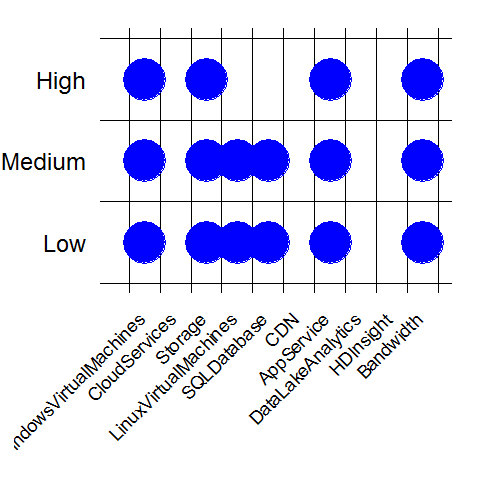 High
Medium
Low
ndowsVirtualMachines
CloudServices
Storage
LinuxVirtualMachines
SQLDatabase
CDN
AppService
DataLakeAnalytics
HDInsight
Bandwidth